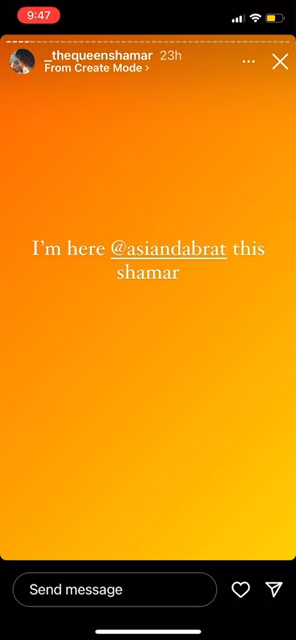 9:47
_thequeenshamar 23h
From Create Mode ›
I'm here @asiandabrat this
shamar
Send message